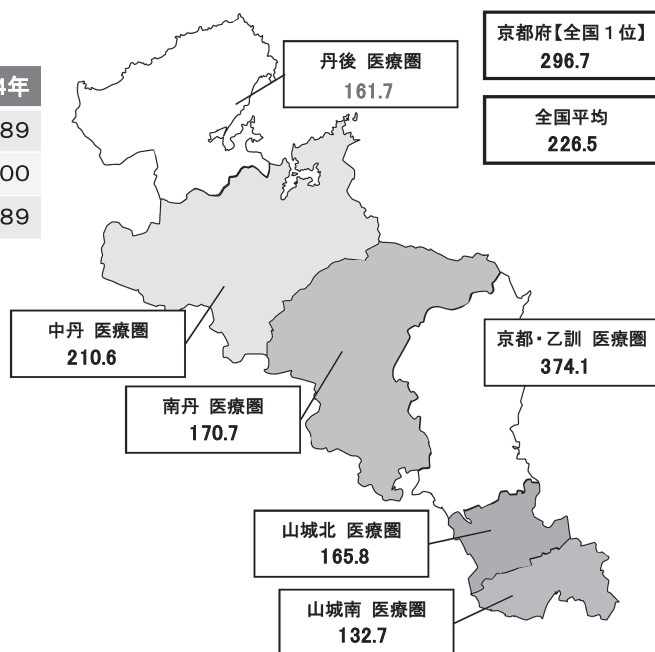 4年
89
00
89
丹後 医療圏
161.7
京都府【全国1位】
296.7
全国平均
226.5
中丹 医療圏
210.6
南丹 医療圏
170.7
京都・乙訓 医療圏
374.1
山城北 医療圏
165.8
山城南 医療圏
132.7